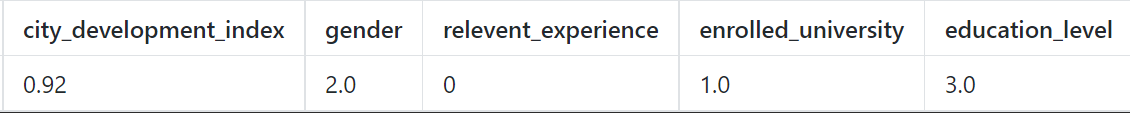 city_development_index gender relevent_experience enrolled_university education_level
0.92 2.0 0 1.0 3.0